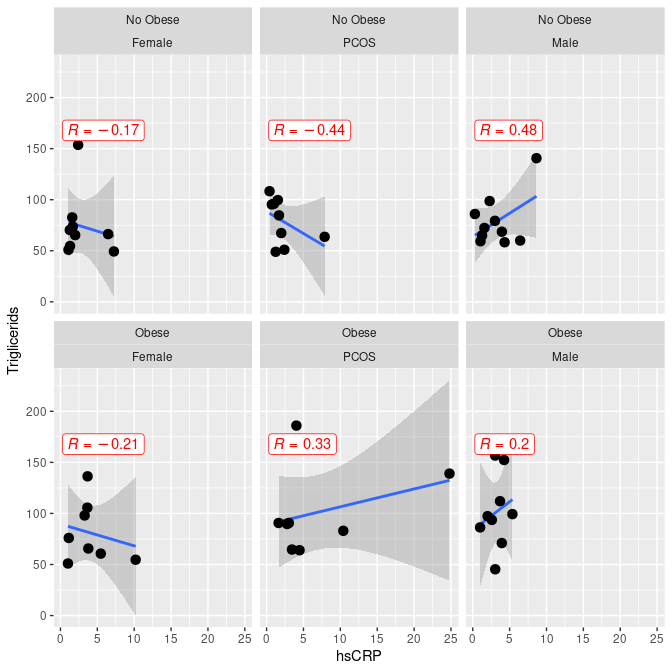 No Obese No Obese No Obese
Female PCOS Male
200
150
100
50
0
R = −0.17
R = −0.44
R = 0.48
Triglicerids
Obese Obese Obese
Female PCOS Male
200
150
100
50
0
R = −0.21
R = 0.33
R = 0.2
0 5 10 15 20 25 0 5 10 15 20 25 0 5 10 15 20 25
hsCRP